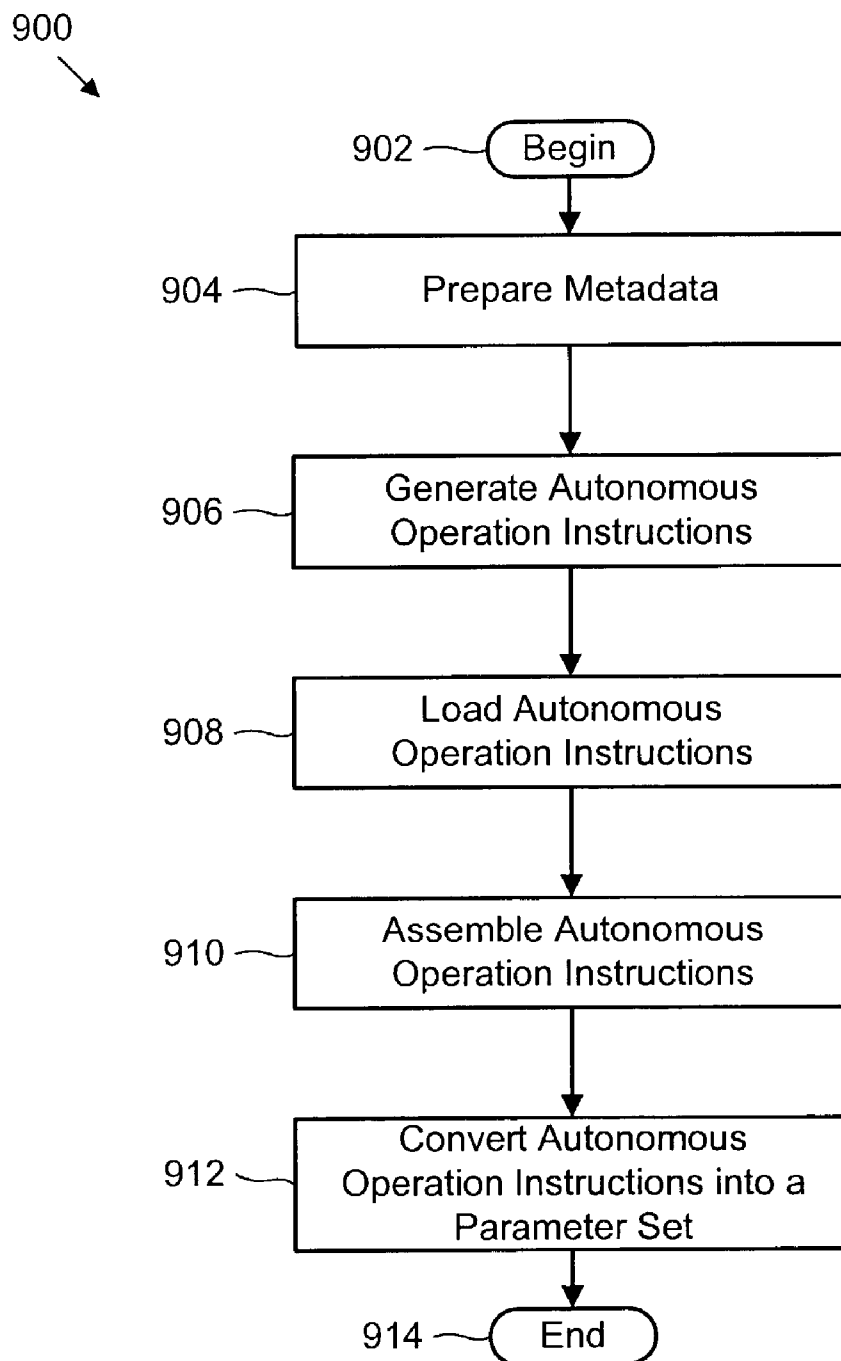 900
902
Begin
904
Prepare Metadata
906
Generate Autonomous
Operation Instructions
908
Load Autonomous
Operation Instructions
910
Assemble Autonomous
Operation Instructions
912
Convert Autonomous
Operation Instructions into a
Parameter Set
914
End